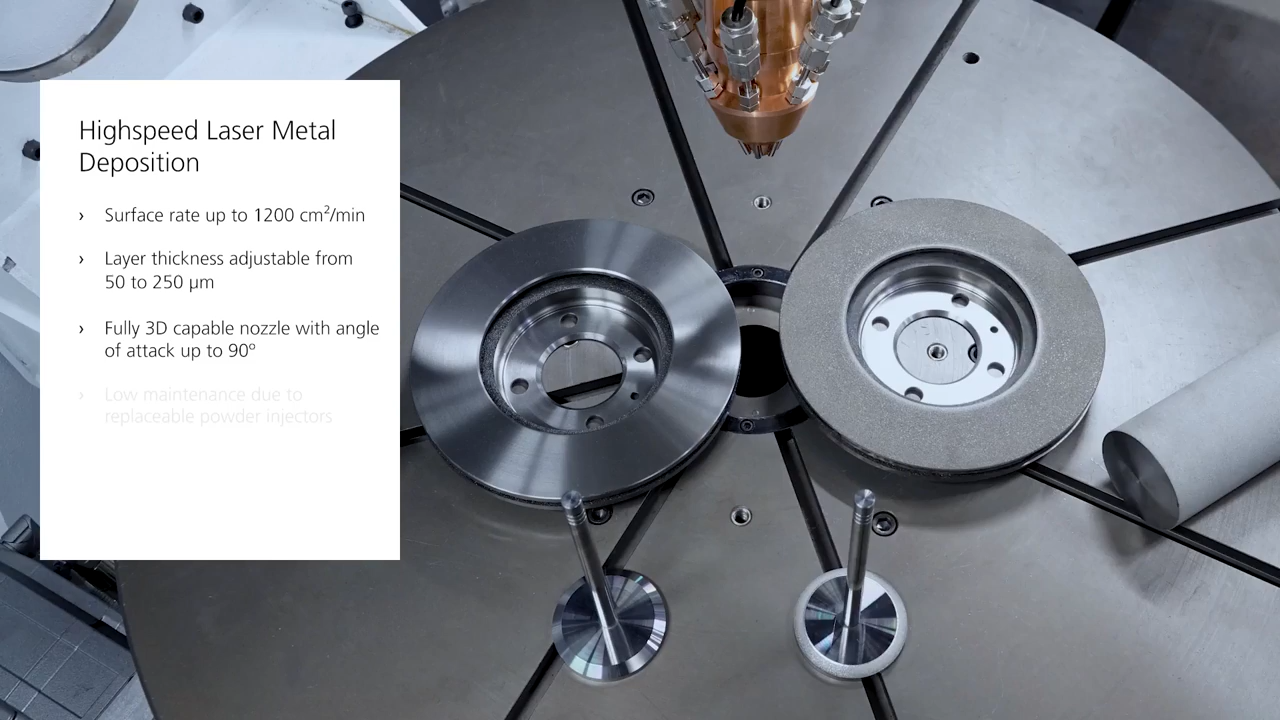 Highspeed Laser Metal
Deposition
› Surface rate up to 1200 cm²/min
› Layer thickness adjustable from
50 to 250 µm
› Fully 3D capable nozzle with angle
of attack up to 90°
› Low maintenance due to
replaceable powder injectors